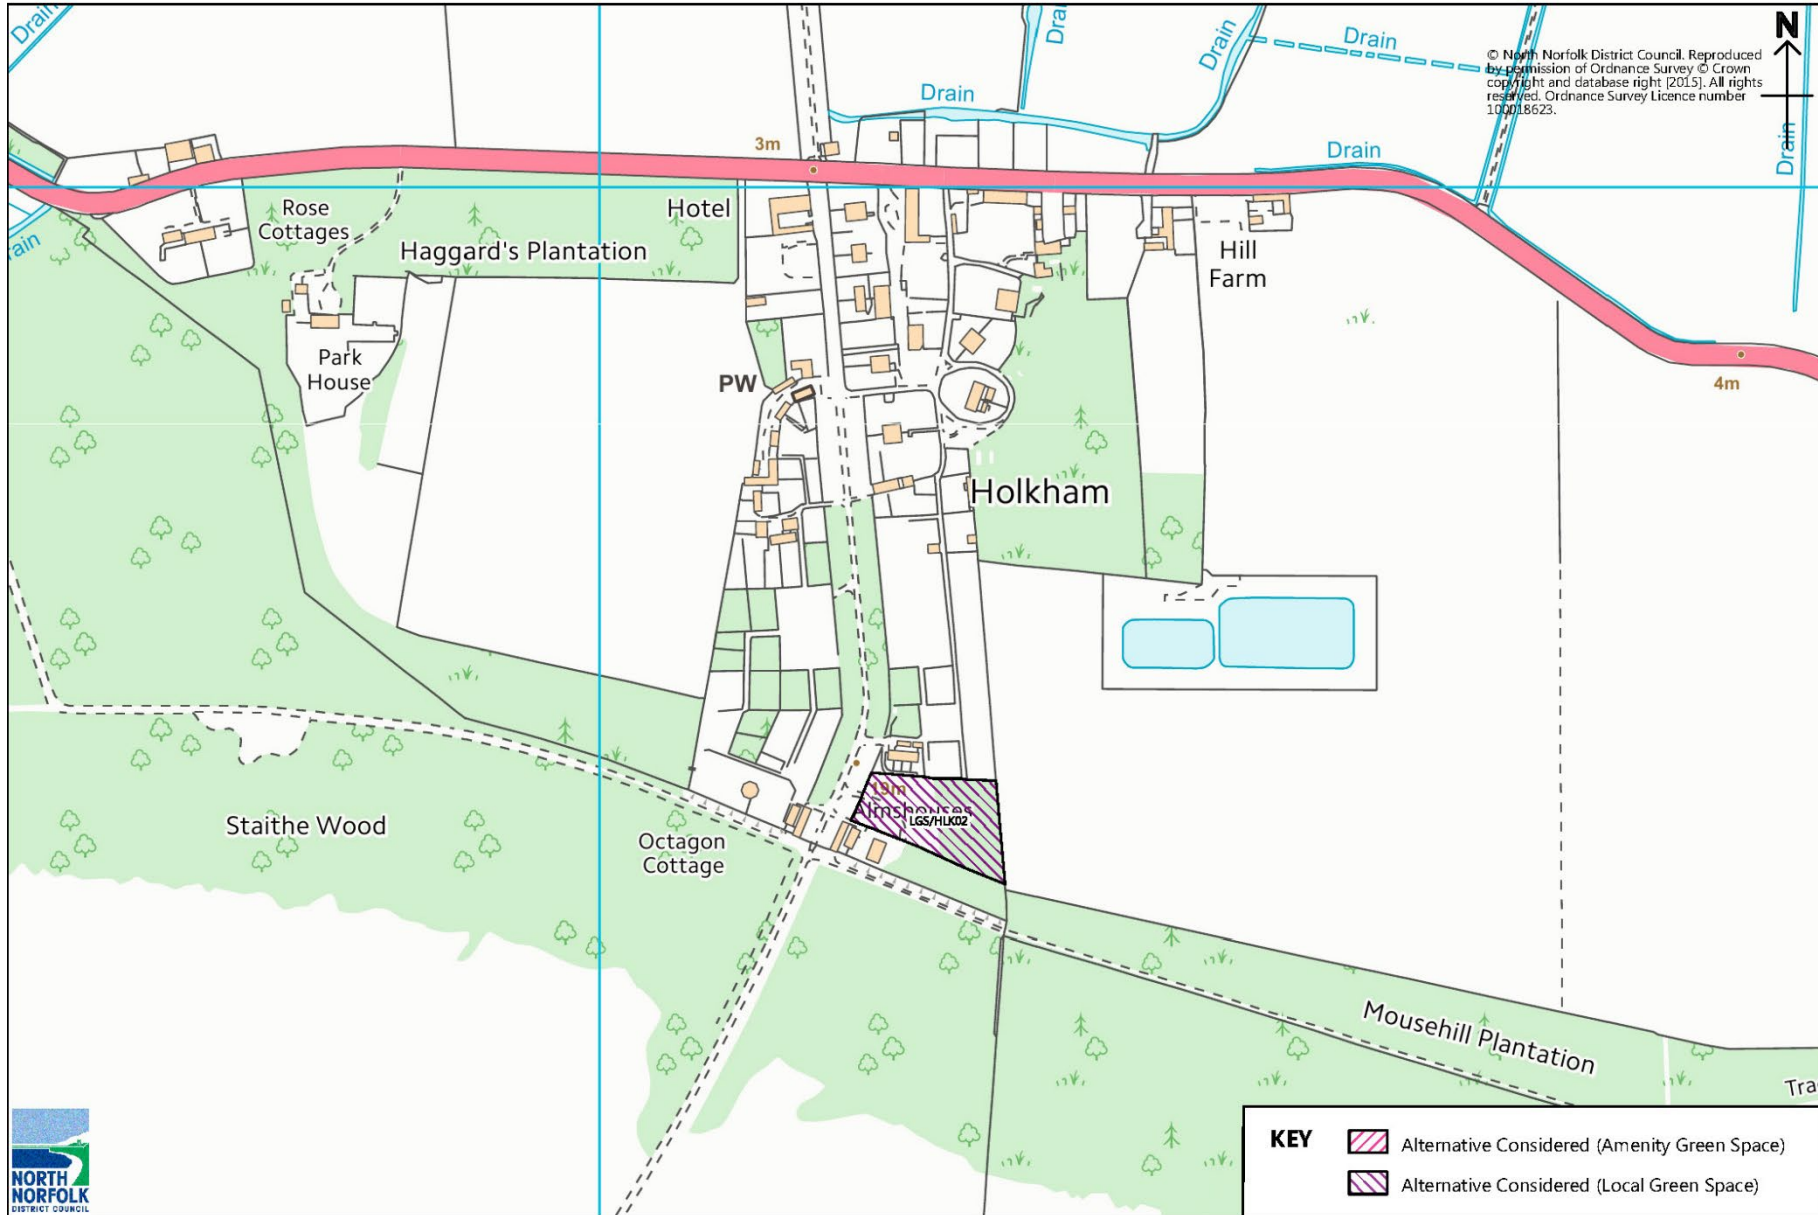 Drain
Drain
Drain
Drain
N
© North Norfolk District Council. Reproduced
by permission of Ordnance Survey © Crown
copyright and database right [2015]. All rights
reserved. Ordnance Survey Licence number
100018623.
Drain
3m
Drain
Drain
Rose
Cottages
Hotel
Haggard's Plantation
Hill
Farm
rain
Park
House
PW
4m
Holkham
19m
Almshouses
LGS/HLK02
Staithe Wood
Octagon
Cottage
Mousehill Plantation
Tra
KEY
Alternative Considered (Amenity Green Space)
Alternative Considered (Local Green Space)
NORTH
NORFOLK
DISTRICT COUNCIL